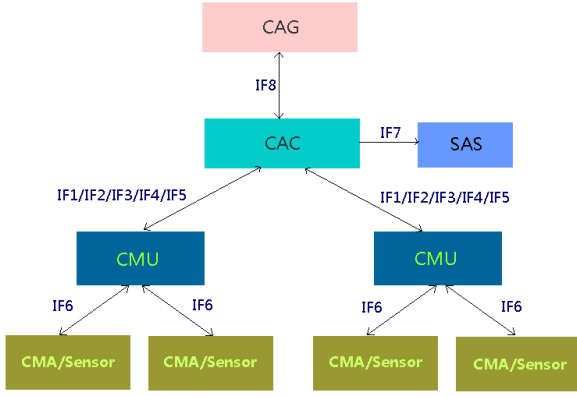 CAG
IF8
CAC
IF7
SAS
IF1/IF2/IF3/IF4/IF5
IF1/IF2/IF3/IF4/IF5
CMU
CMU
IF6
IF6
IF6
IF6
CMA/Sensor
CMA/Sensor
CMA/Sensor
CMA/Sensor